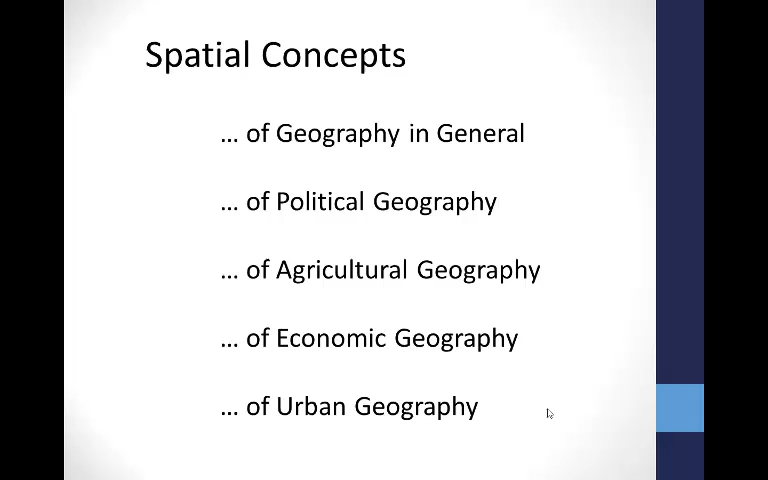 Spatial Concepts
... of Geography in General
... of Political Geography
... of Agricultural Geography
... of Economic Geography
... of Urban Geography